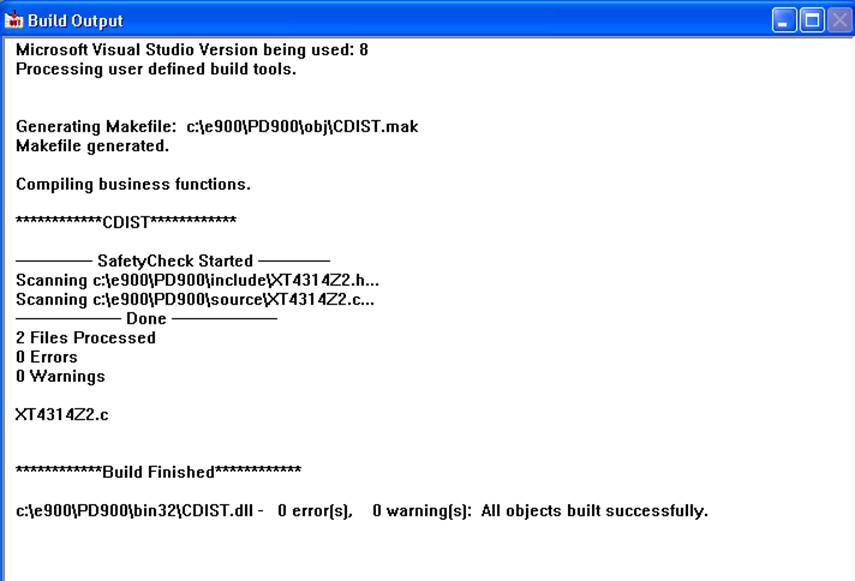 Build Output
Microsoft Visual Studio Version being used: 8
Processing user defined build tools.
Generating Makefile:  c:\e900\PD900\obj\CDIST.mak
Makefile generated.
Compiling business functions.
************CDIST************
---------------- SafetyCheck Started ---------------
Scanning c:\e900\PD900\include\XT4314Z2.h...
Scanning c:\e900\PD900\source\XT4314Z2.c...
---------------------- Done ----------------------
2 Files Processed
0 Errors
0 Warnings
XT4314Z2.c
************Build Finished************
c:\e900\PD900\bin32\CDIST.dll -   0 error(s),    0 warning(s):  All objects built successfully.